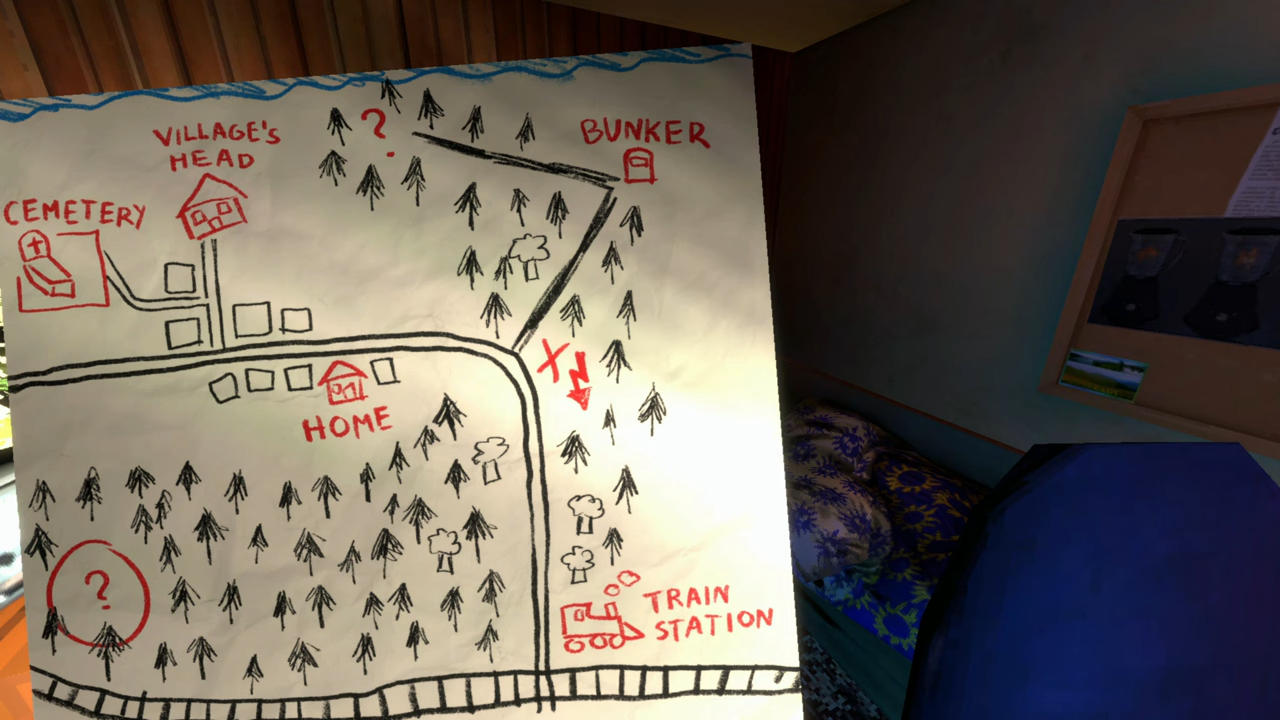 ?
VILLAGE'S
HEAD
BUNKER
CEMETERY
X
HOME
?
TRAIN
STATION